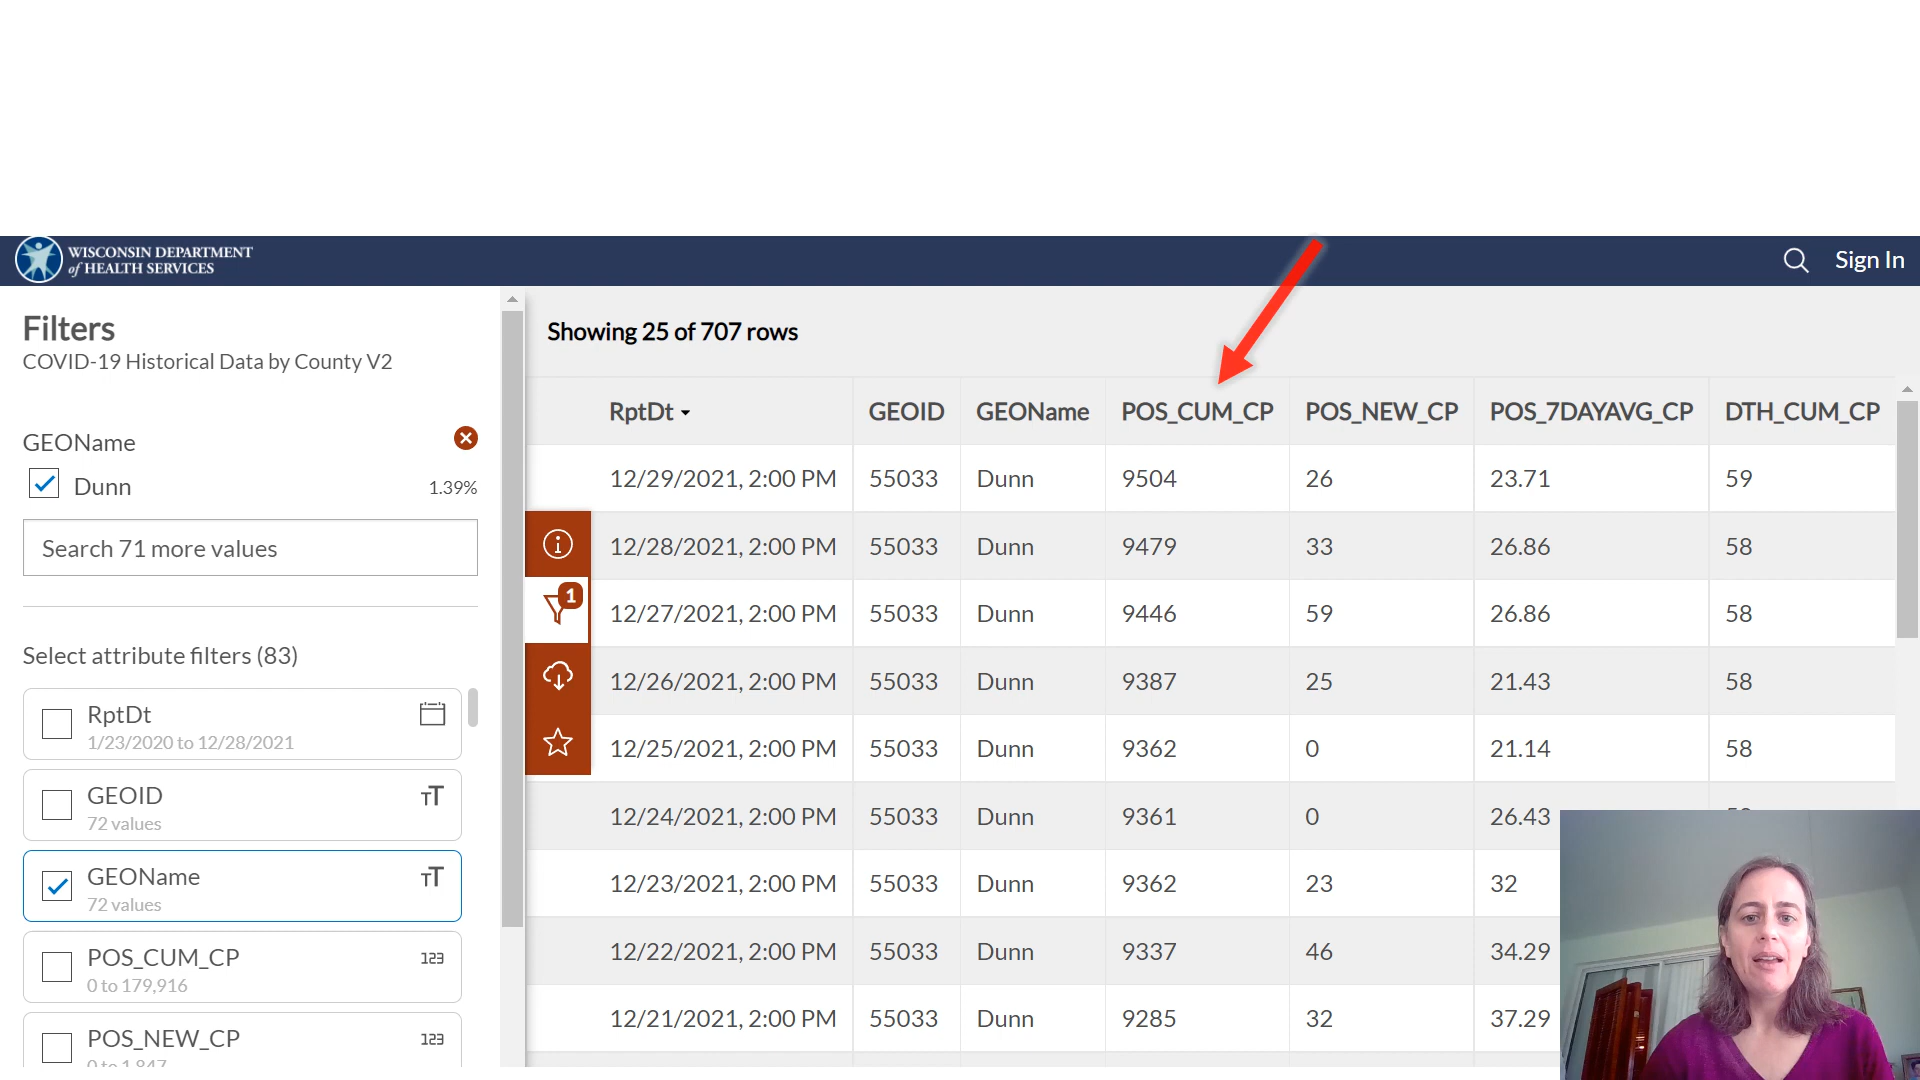 WISCONSIN DEPARTMENT
of HEALTH SERVICES
Sign In
Filters
COVID-19 Historical Data by County V2
GEOName
Dunn 1.39%
Search 71 more values
Select attribute filters (83)
RptDt
1/23/2020 to 12/28/2021
GEOID
72 values
GEOName
72 values
POS_CUM_CP
0 to 179,916
POS_NEW_CP
0 to 1,847
TT
TT
123
123
1
Showing 25 of 707 rows
RptDt GEOID GEOName POS_CUM_CP POS_NEW_CP POS_7DAYAVG_CP DTH_CUM_CP
12/29/2021, 2:00 PM 55033 Dunn 9504 26 23.71 59
12/28/2021, 2:00 PM 55033 Dunn 9479 33 26.86 58
12/27/2021, 2:00 PM 55033 Dunn 9446 59 26.86 58
12/26/2021, 2:00 PM 55033 Dunn 9387 25 21.43 58
12/25/2021, 2:00 PM 55033 Dunn 9362 0 21.14 58
12/24/2021, 2:00 PM 55033 Dunn 9361 0 26.43
12/23/2021, 2:00 PM 55033 Dunn 9362 23 32
12/22/2021, 2:00 PM 55033 Dunn 9337 46 34.29
12/21/2021, 2:00 PM 55033 Dunn 9285 32 37.29